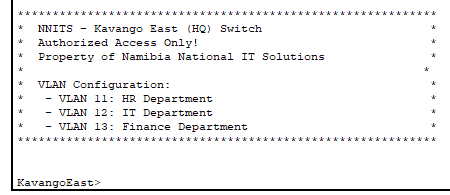 ************************************************************
*  NNITS - Kavango East (HQ) Switch                        *
*  Authorized Access Only!                                 *
*  Property of Namibia National IT Solutions               *
*                                                         *
*  VLAN Configuration:                                     *
*   - VLAN 11: HR Department                               *
*   - VLAN 12: IT Department                               *
*   - VLAN 13: Finance Department                          *
************************************************************
KavangoEast>